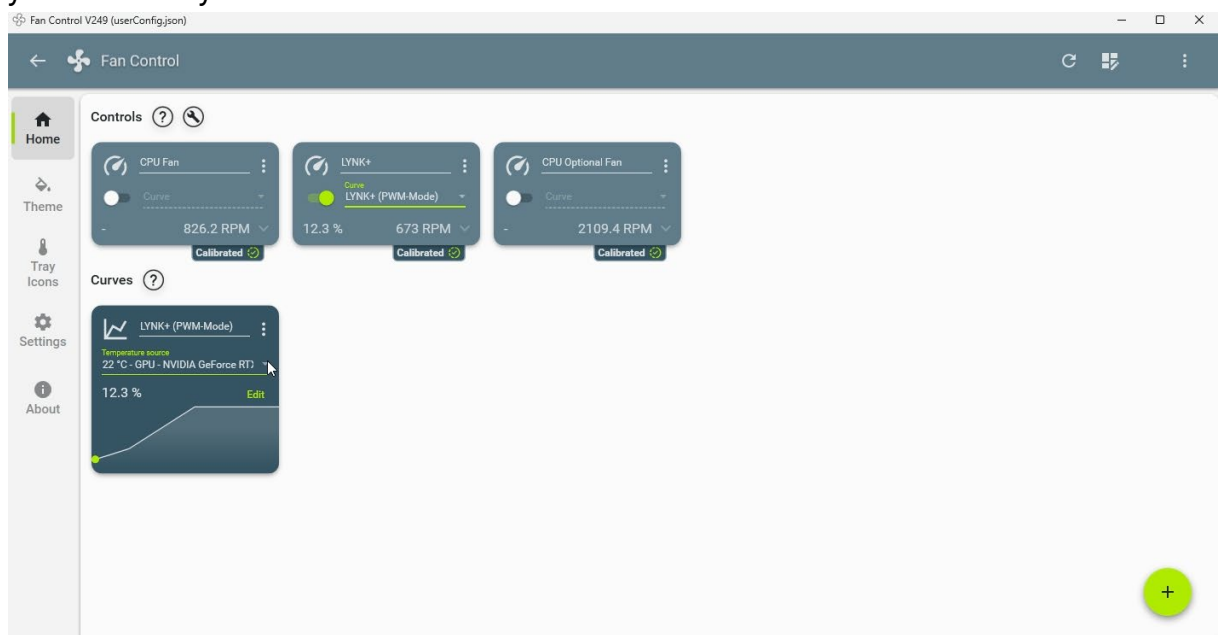 Fan Control V249 (userConfig.json)
Fan Control
Home
Theme
Tray
Icons
Settings
About
Controls ?
CPU Fan
Curve
- 826.2 RPM
Calibrated
LYNK+
Curve
LYNK+ (PWM-Mode)
12.3 % 673 RPM
Calibrated
CPU Optional Fan
Curve
- 2109.4 RPM
Calibrated
Curves ?
LYNK+ (PWM-Mode)
Temperature source
22 °C - GPU - NVIDIA GeForce RT
12.3 % Edit
+